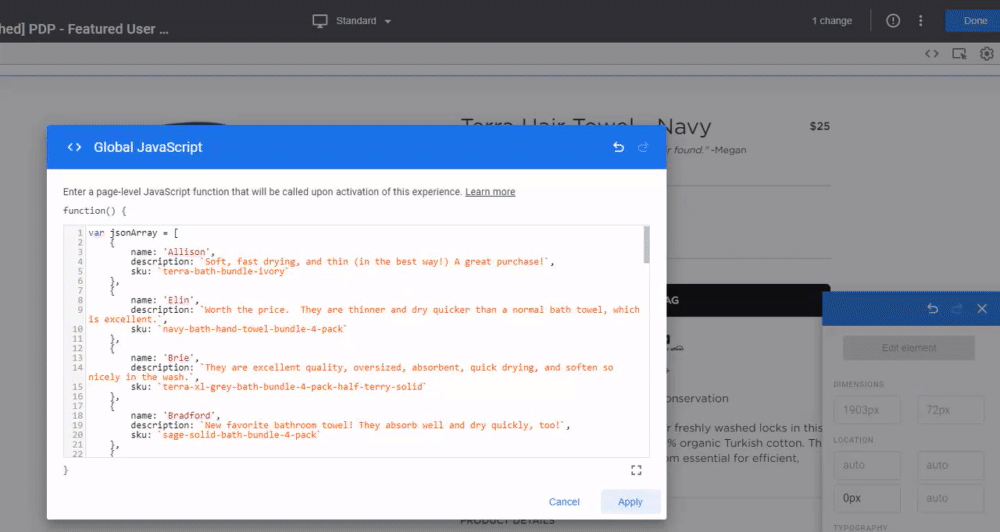 hed] PDP - Featured User ...
Standard
1 change
Done
Terra Hair Towel - Navy
$25
r found." -Megan
<> Global JavaScript
Enter a page-level JavaScript function that will be called upon activation of this experience. Learn more
function() {
1 var jsonArray = [
2 {
3 name: 'Allison',
4 description: `Soft, fast drying, and thin (in the best way!) A great purchase!`,
5 sku: `terra-bath-bundle-ivory`
6 },
7 {
8 name: 'Elin',
9 description: `Worth the price.  They are thinner and dry quicker than a normal bath towel, which
is excellent.`,
10 sku: `navy-bath-hand-towel-bundle-4-pack`
11 },
12 {
13 name: 'Brie',
14 description: `They are excellent quality, oversized, absorbent, quick drying, and soften so
nicely in the wash.`,
15 sku: `terra-xl-grey-bath-bundle-4-pack-half-terry-solid`
16 },
17 {
18 name: 'Bradford',
19 description: `New favorite bathroom towel! They absorb well and dry quickly, too!`,
20 sku: `sage-solid-bath-bundle-4-pack`
21 },
22 {
}
Cancel
Apply
AG
onservation
r freshly washed locks in this
% organic Turkish cotton. Th
om essential for efficient,
PRODUCT DETAILS
Edit element
DIMENSIONS
1903px
72px
LOCATION
auto
auto
0px
auto
TYPOGRAPHY